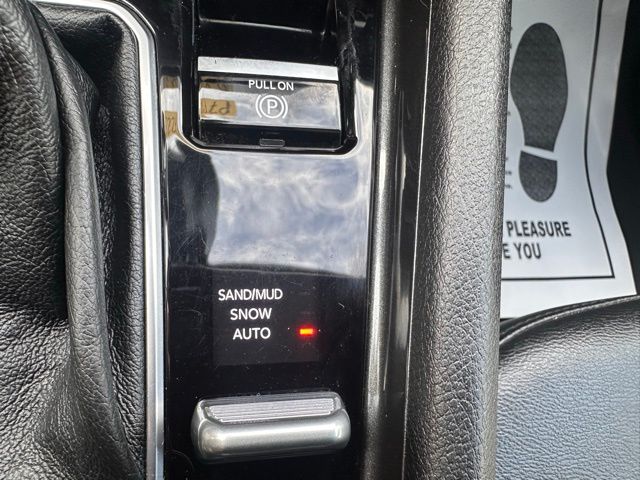 PULL ON
P
SAND/MUD
SNOW
AUTO
PLEASURE
E YOU